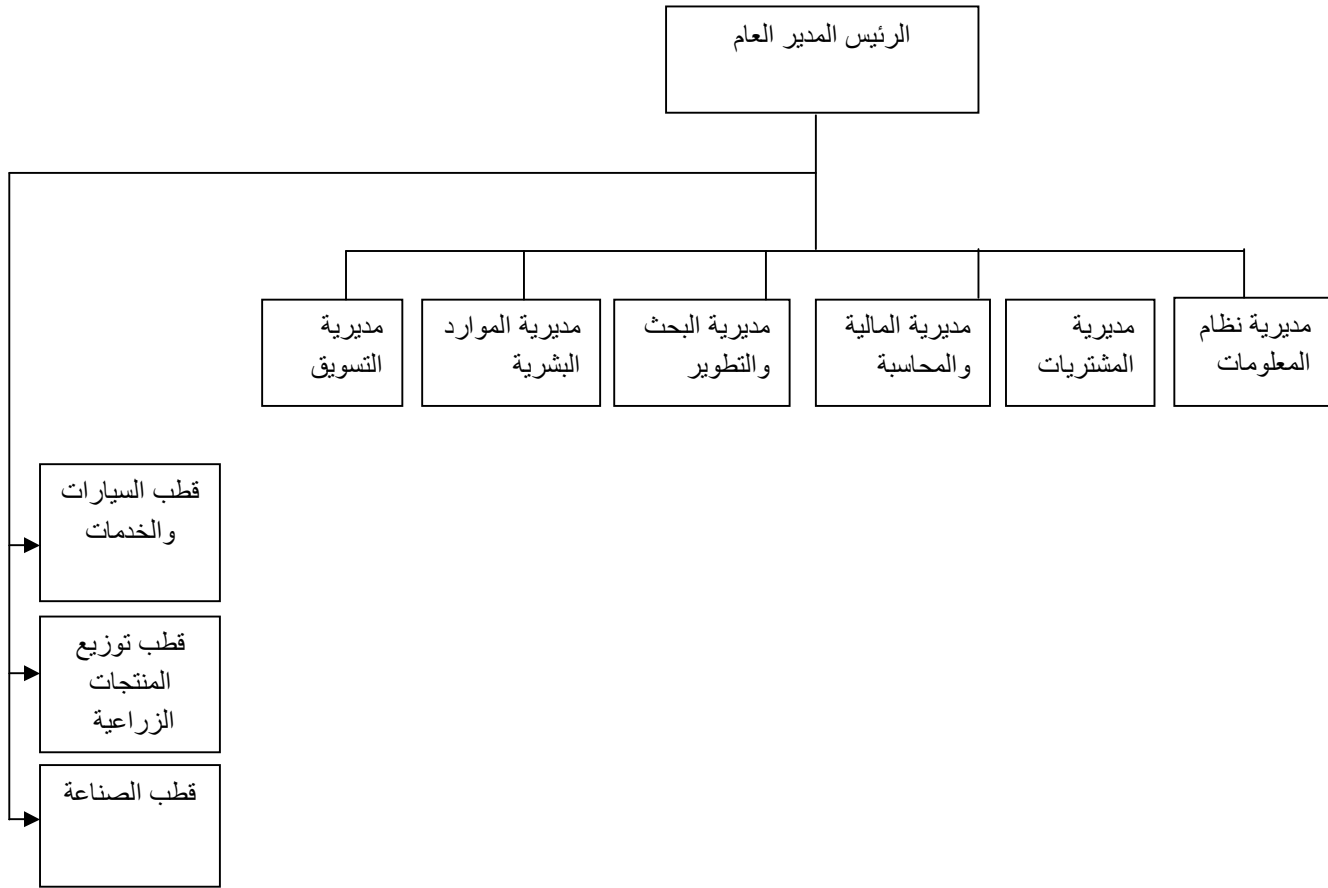 الرئيس المدير العام
مديرية نظام
المعلومات
مديرية
المشتريات
مديرية المالية
والمحاسبة
مديرية البحث
والتطوير
مديرية الموارد
البشرية
مديرية
التسويق
قطب السيارات
والخدمات
قطب توزيع
المنتجات
الزراعية
قطب الصناعة